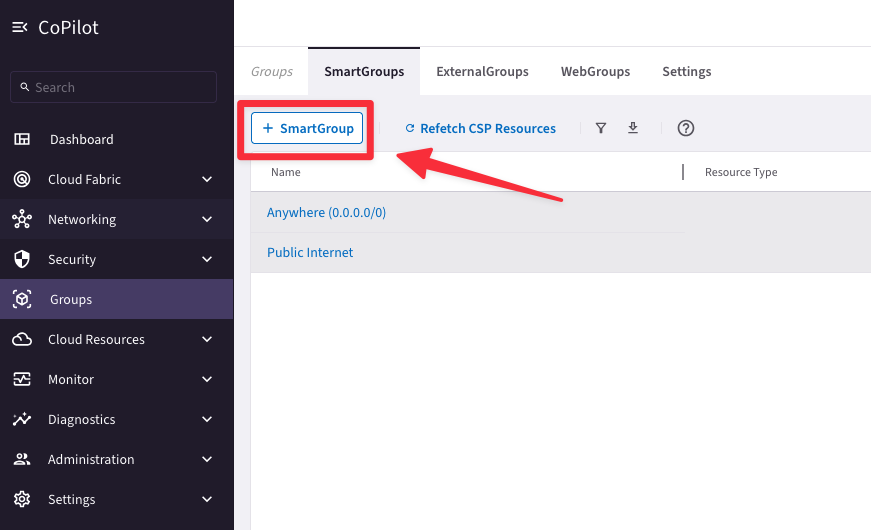 CoPilot
Search
Dashboard
Cloud Fabric
Networking
Security
Groups
Cloud Resources
Monitor
Diagnostics
Administration
Settings
Groups SmartGroups ExternalGroups WebGroups Settings
+ SmartGroup Refetch CSP Resources
Name Resource Type
Anywhere (0.0.0.0/0)
Public Internet